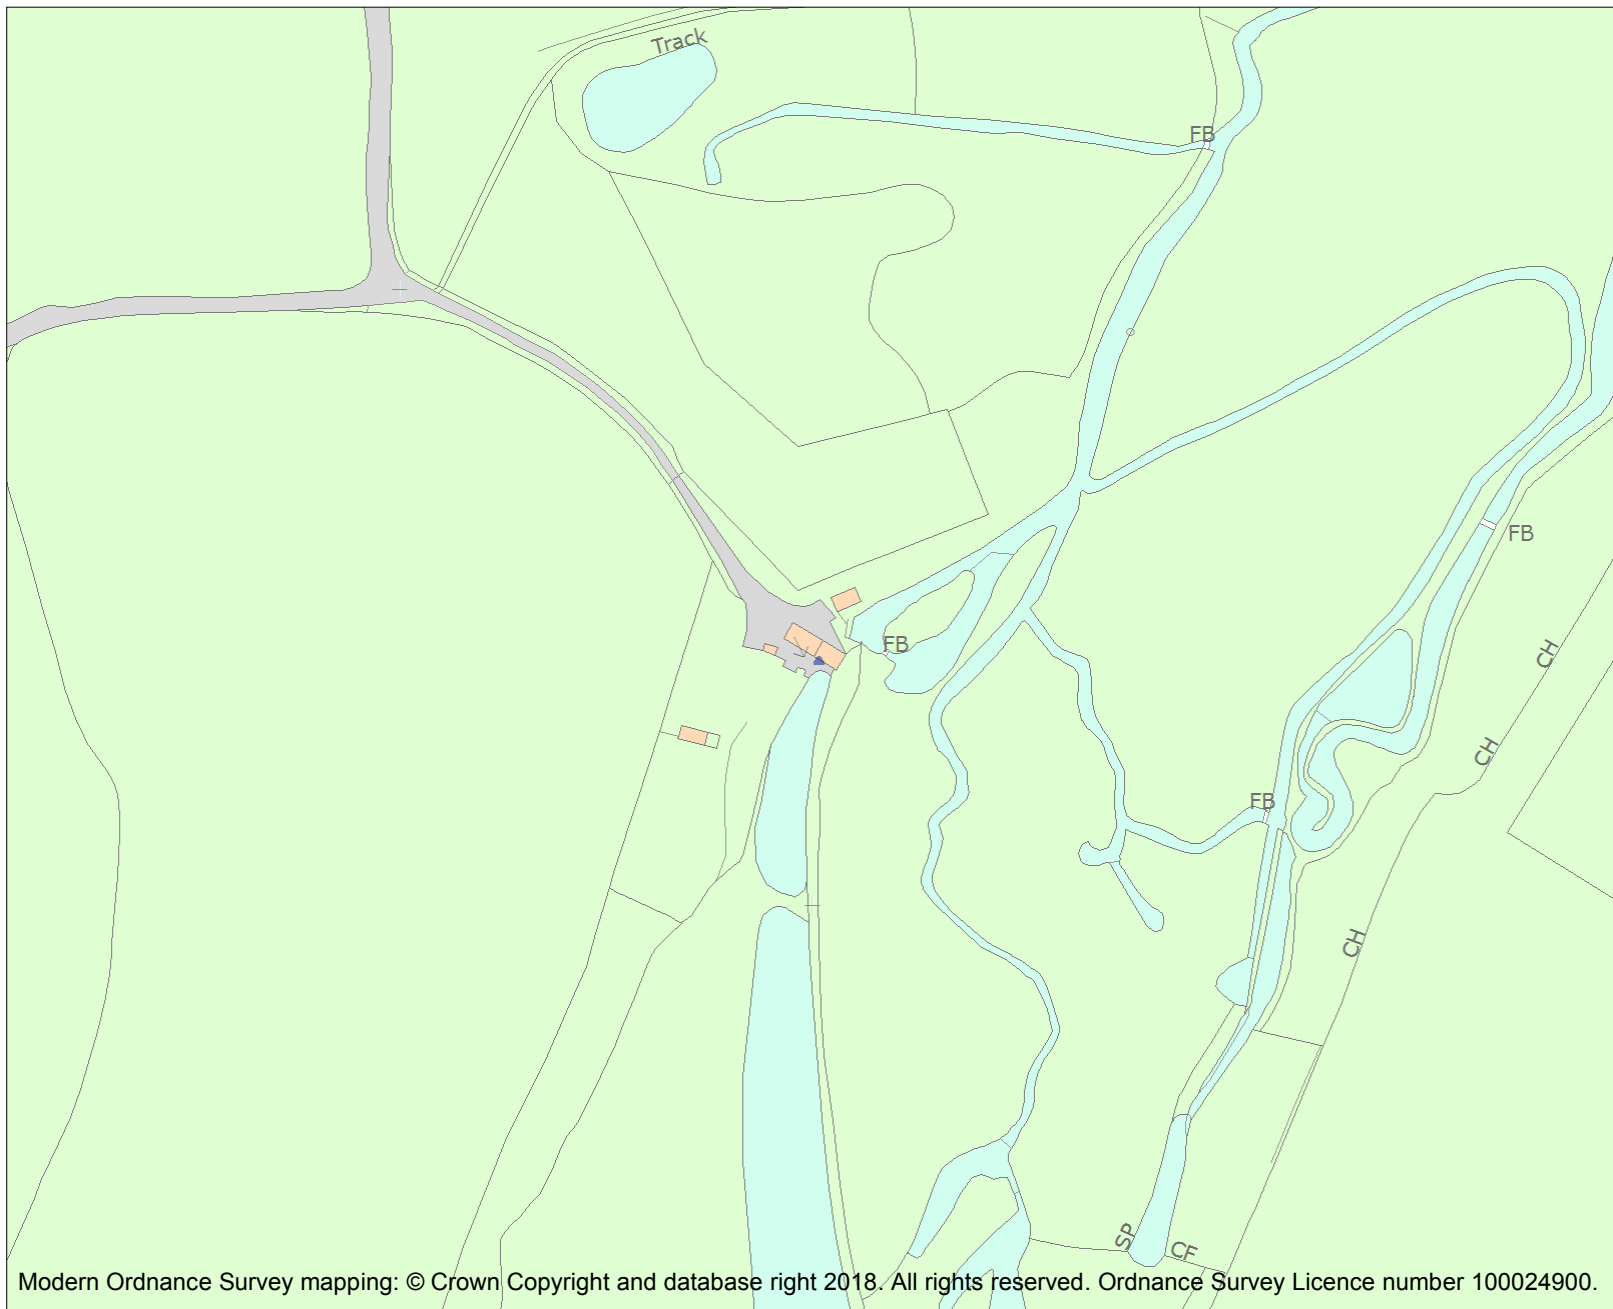 Track
FB
FB
FB
CH
CH
FB
CH
SP
CF
Modern Ordnance Survey mapping: © Crown Copyright and database right 2018. All rights reserved. Ordnance Survey Licence number 100024900.